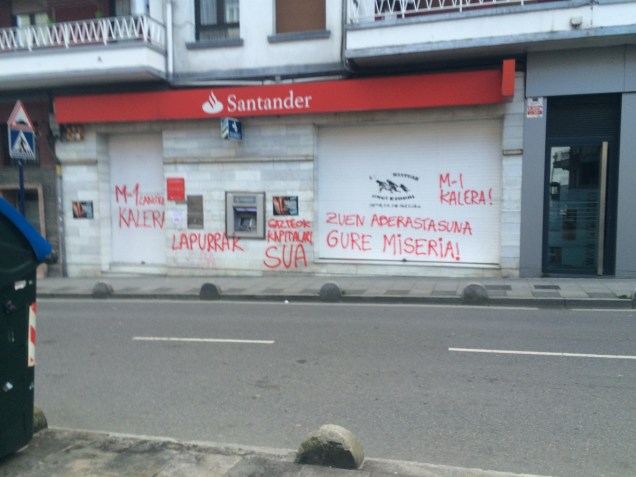 Santander
M-1
KALERA
LAPURRAK
GAZTEOK
KAPITALARI
SUA
M-1
KALERA!
ZUEN ABERASTASUNA
GURE MISERIA!